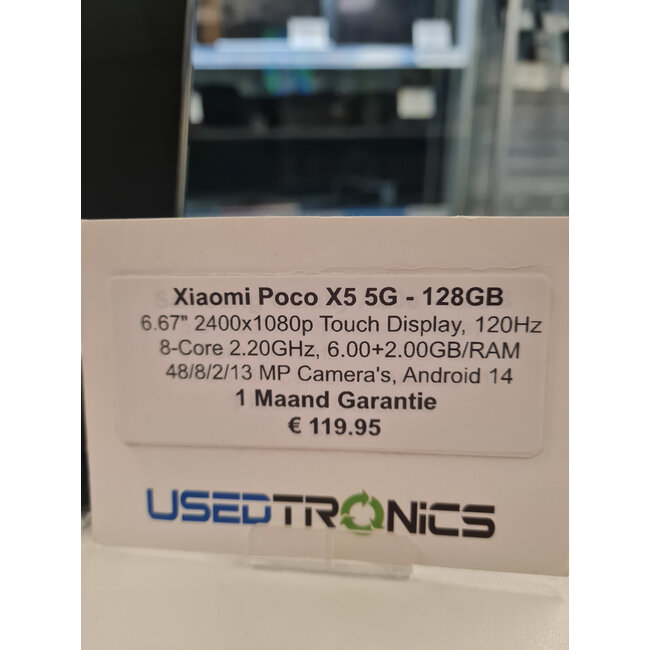 Xiaomi Poco X5 5G - 128GB
6.67" 2400x1080p Touch Display, 120Hz
8-Core 2.20GHz, 6.00+2.00GB/RAM
48/8/2/13 MP Camera's, Android 14
1 Maand Garantie
€ 119.95
USEDTRONiCS